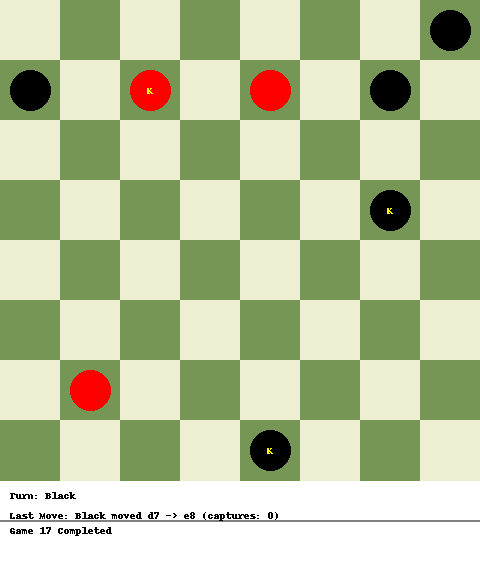 K
K
K
Turn: Black
Last Move: Black moved d7 -> e8 (captures: 0)
Game 17 Completed